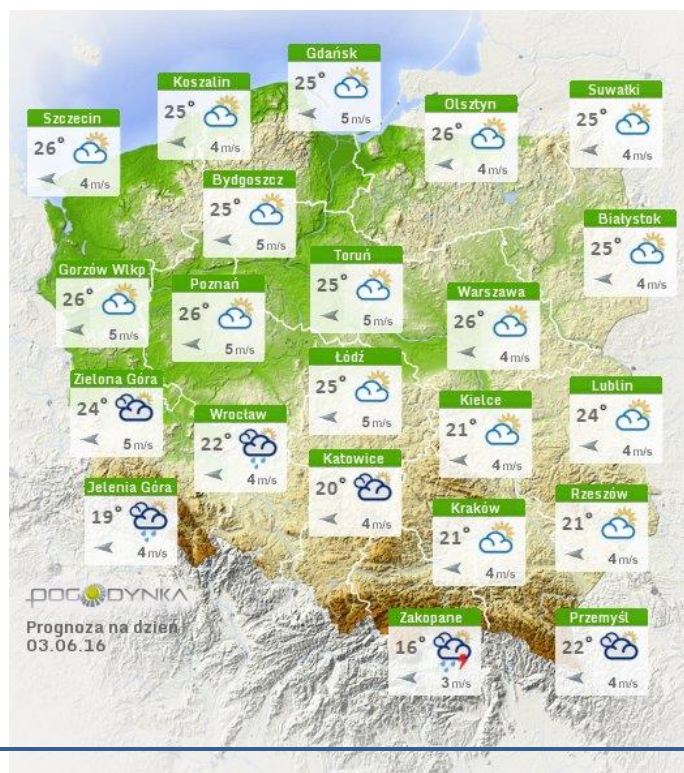 Gdańsk
25°
5 m/s
Koszalin
25°
4 m/s
Suwałki
25°
4 m/s
Olsztyn
26°
4 m/s
Szczecin
26°
4 m/s
Bydgoszcz
25°
5 m/s
Białystok
25°
4 m/s
Toruń
25°
5 m/s
Gorzów Wlkp
26°
5 m/s
Poznań
26°
5 m/s
Warszawa
26°
4 m/s
Łódź
25°
5 m/s
Zielona Góra
24°
5 m/s
Lublin
24°
4 m/s
Kielce
21°
4 m/s
Wrocław
22°
4 m/s
Katowice
20°
4 m/s
Jelenia Góra
19°
4 m/s
Rzeszów
21°
4 m/s
Kraków
21°
4 m/s
POGODYNKA
Prognoza na dzień
03.06.16
Zakopane
16°
3 m/s
Przemyśl
22°
4 m/s